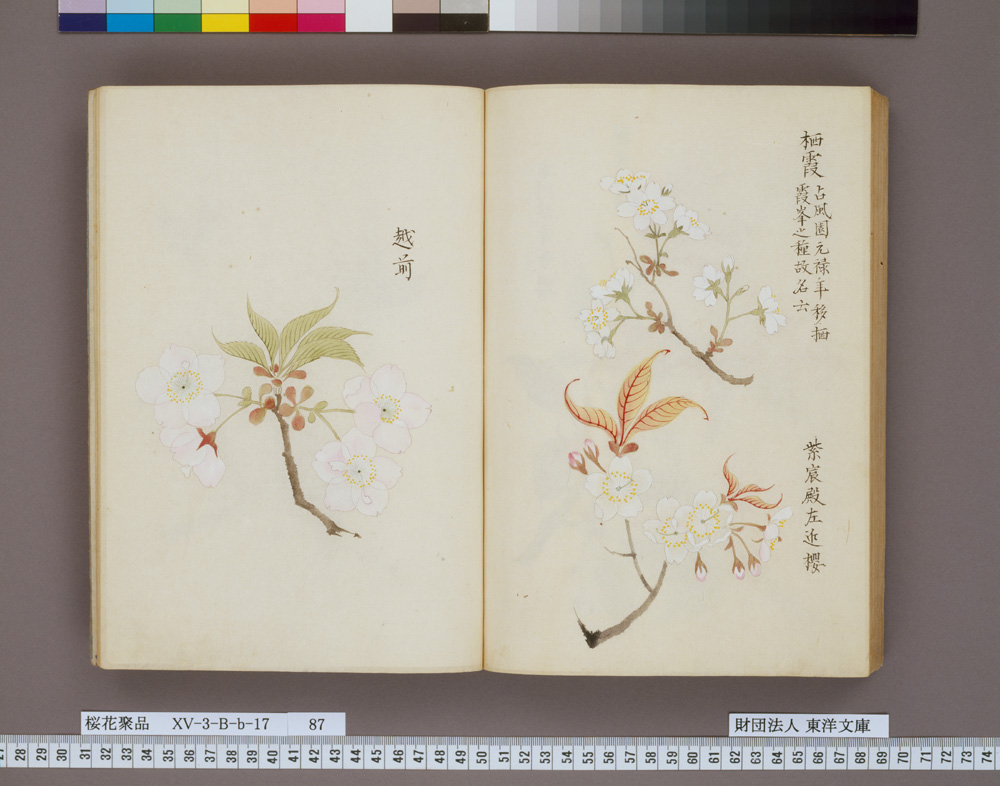 栖霞
古風園元禄年移栖
霞峯之種故名六
紫宸殿左近櫻
越前
桜花聚品 XV-3-B-b-17 87
財団法人 東洋文庫
27 28 29 30 31 32 33 34 35 36 37 38 39 40 41 42 43 44 45 46 47 48 49 50 51 52 53 54 55 56 57 58 59 60 61 62 63 64 65 66 67 68 69 70 71 72 73 74